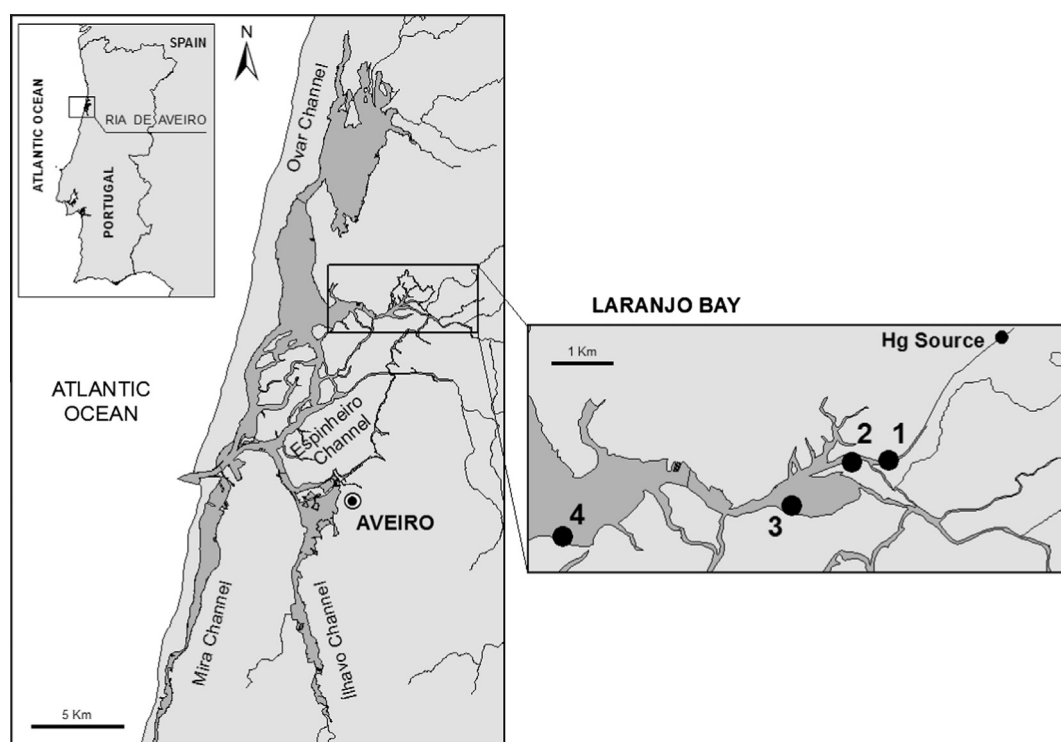 SPAIN
ATLANTIC OCEAN
RIA DE AVEIRO
PORTUGAL
N
Ovar Channel
ATLANTIC
OCEAN
Espinheiro
Channel
AVEIRO
Mira Channel
Ílhavo Channel
5 Km
LARANJO BAY
1 Km
Hg Source
2
1
3
4